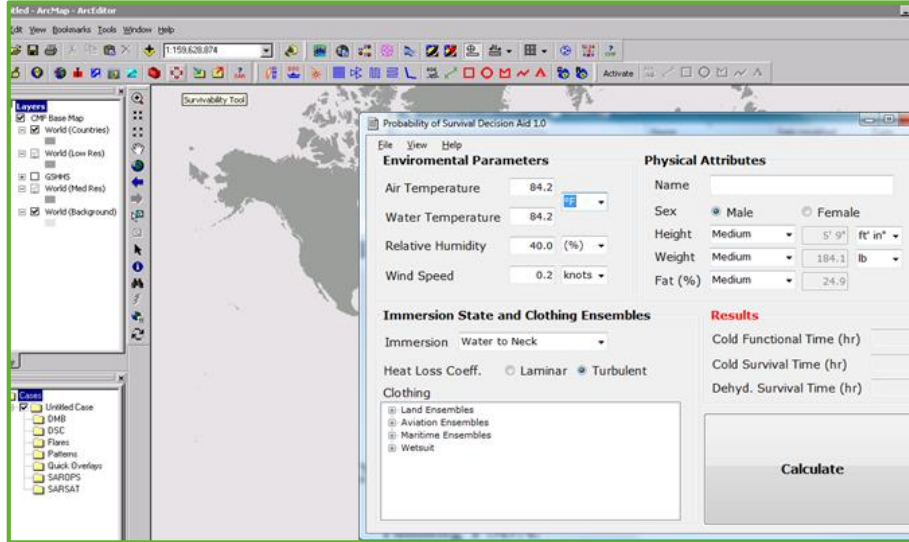 tled - ArcMap - ArcEditor
Edit View Bookmarks Tools Window Help
1:159,628,874
Activate
Layers
CMF Base Map
World (Countries)
World (Low Res)
GSHHS
World (Med Res)
World (Background)
Survivability Tool
Cases
Untitled Case
DMB
DSC
Flares
Patterns
Quick Overlays
SAROPS
SARSAT
Probability of Survival Decision Aid 1.0
File View Help
Enviromental Parameters
Air Temperature 84.2
°F
Water Temperature 84.2
Relative Humidity 40.0 (%)
Wind Speed 0.2 knots
Physical Attributes
Name
Sex Male Female
Height Medium 5' 9" ft' in"
Weight Medium 184.1 lb
Fat (%) Medium 24.9
Immersion State and Clothing Ensembles
Immersion Water to Neck
Heat Loss Coeff. Laminar Turbulent
Clothing
Land Ensembles
Aviation Ensembles
Maritime Ensembles
Wetsuit
Results
Cold Functional Time (hr)
Cold Survival Time (hr)
Dehyd. Survival Time (hr)
Calculate